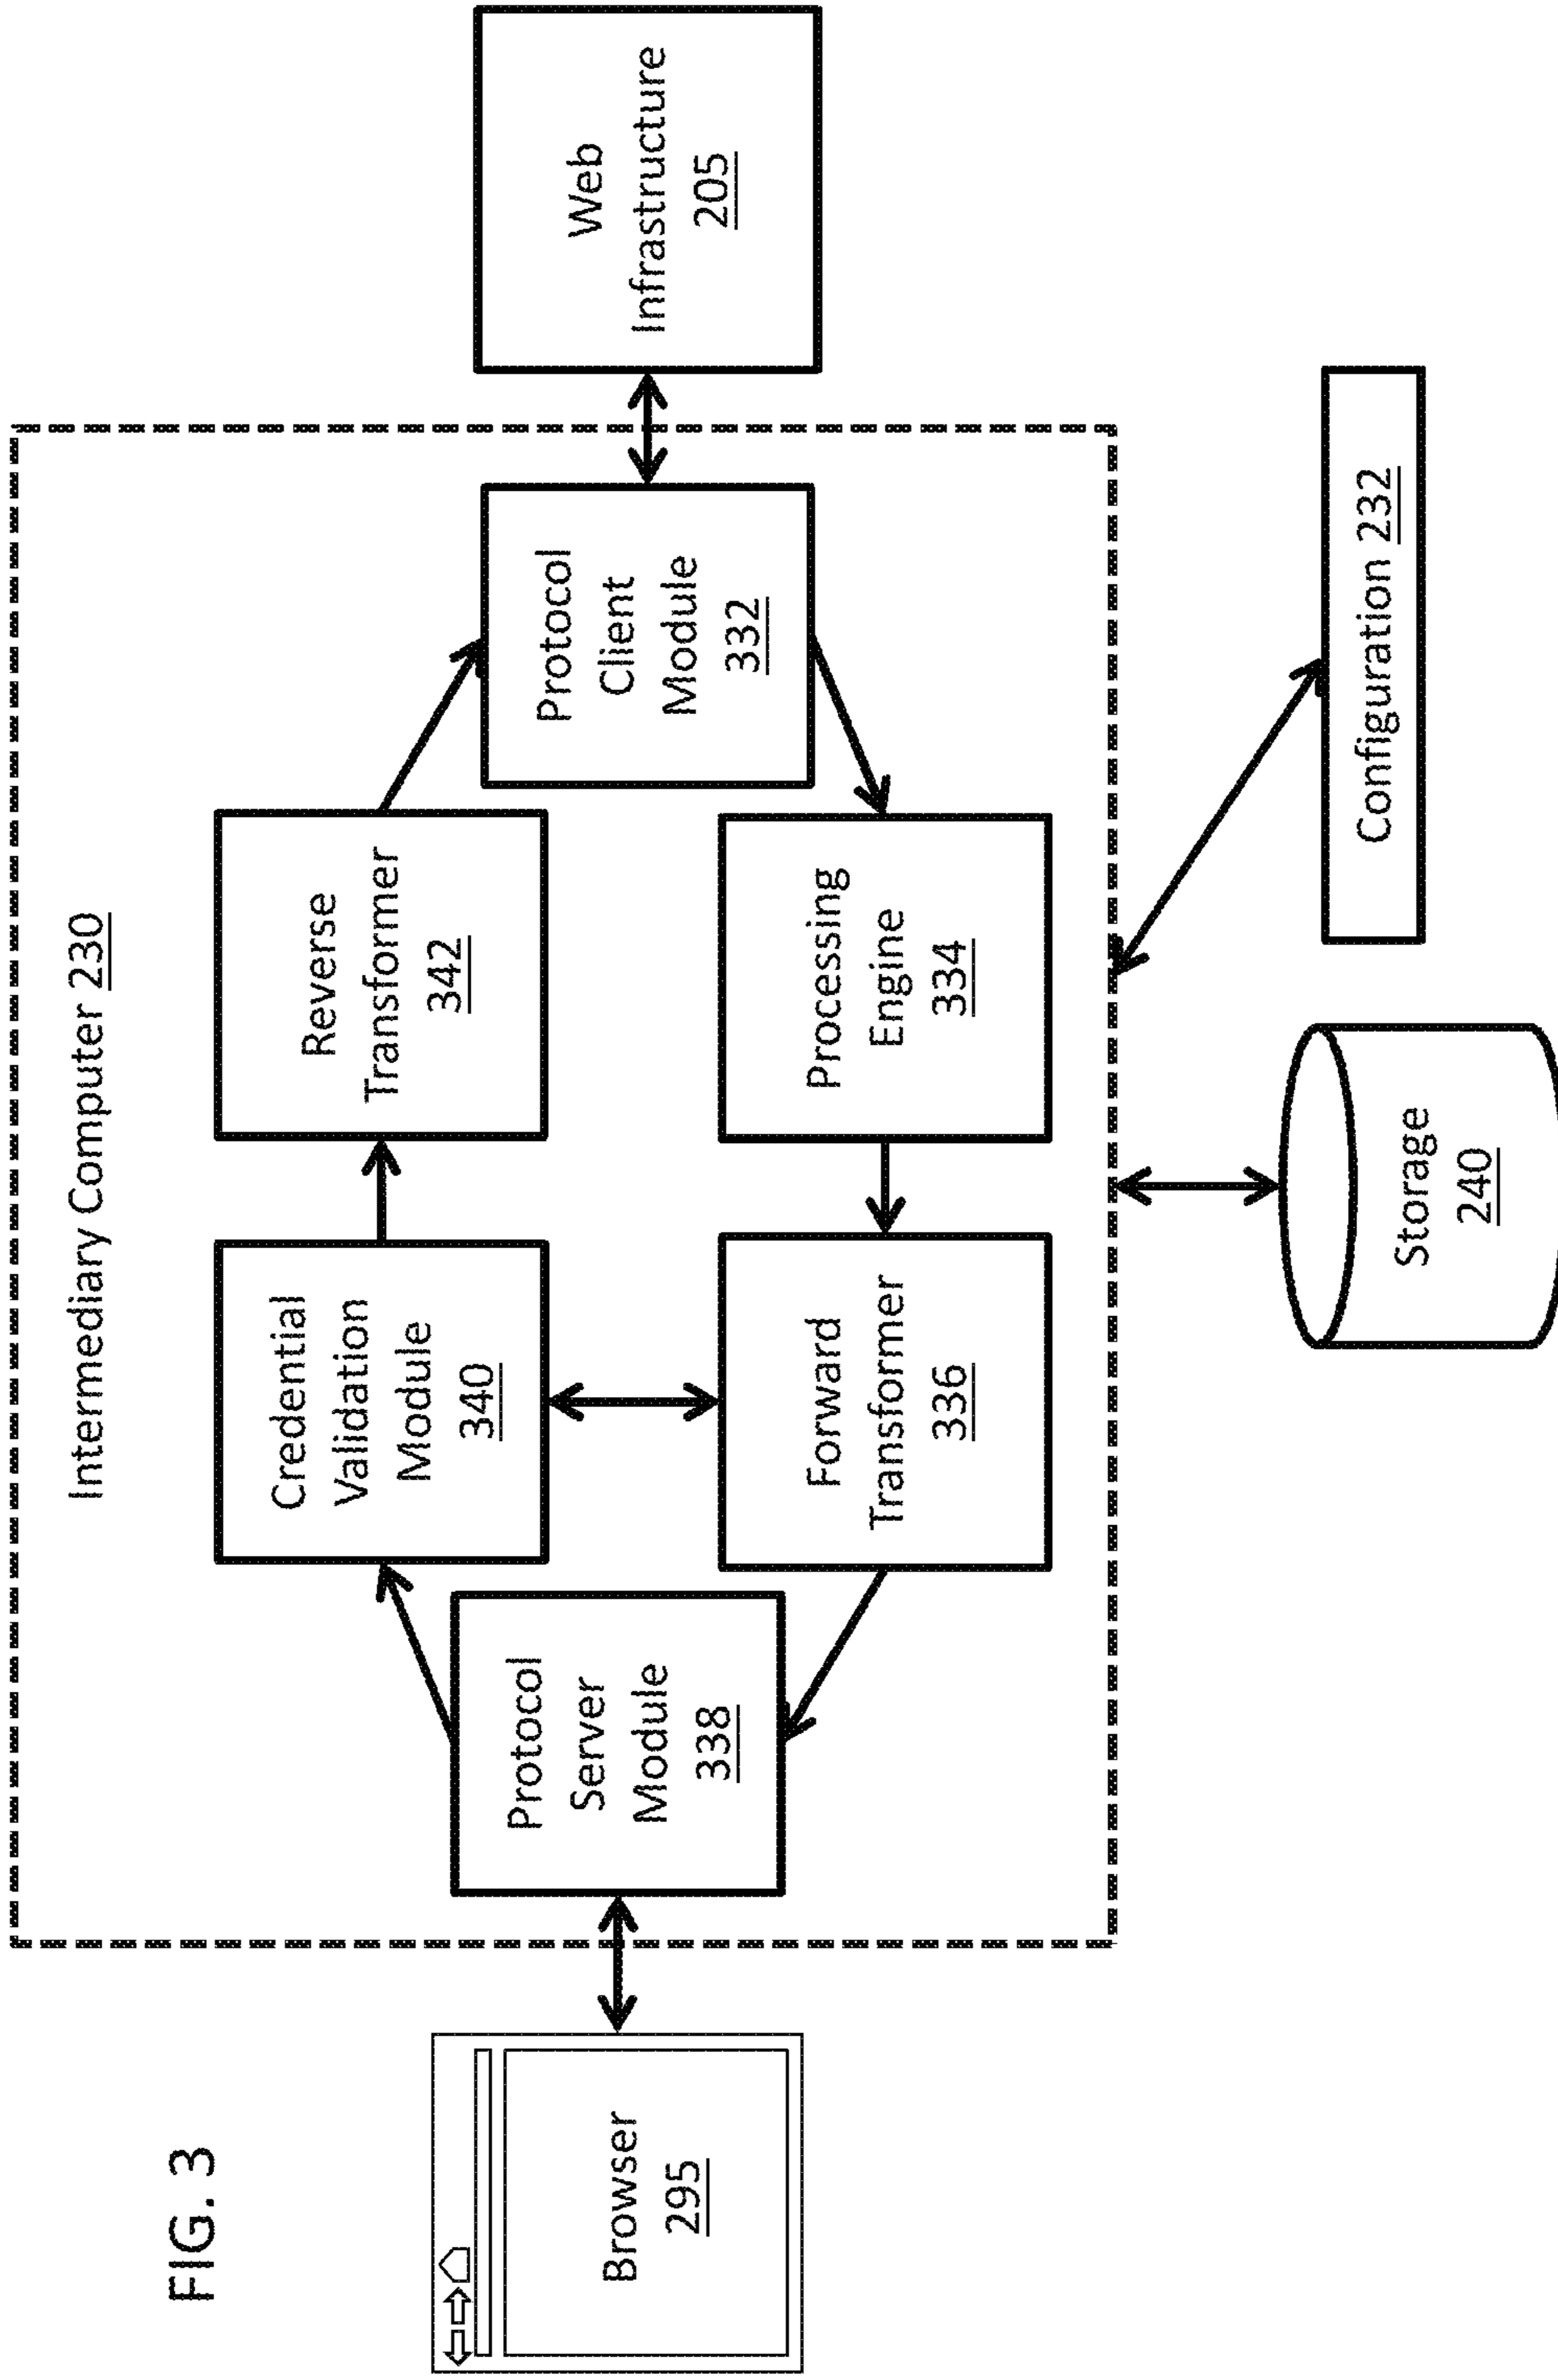 FIG. 3
Intermediary Computer 230
Browser
295
Protocol
Server
Module
338
Credential
Validation
Module
340
Reverse
Transformer
342
Protocol
Client
Module
332
Web
Infrastructure
205
Forward
Transformer
336
Processing
Engine
334
Storage
240
Configuration 232